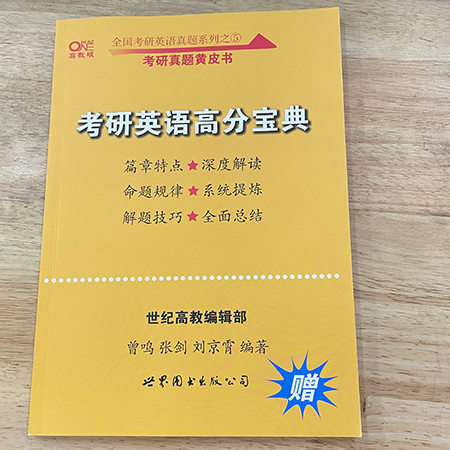 全国考研英语真题系列之⑤
ONE
高教版
考研真题黄皮书
考研英语高分宝典
篇章特点★深度解读
命题规律★系统提炼
解题技巧★全面总结
世纪高教编辑部
曾鸣 张剑 刘京霄 编著
世界图书出版公司
赠